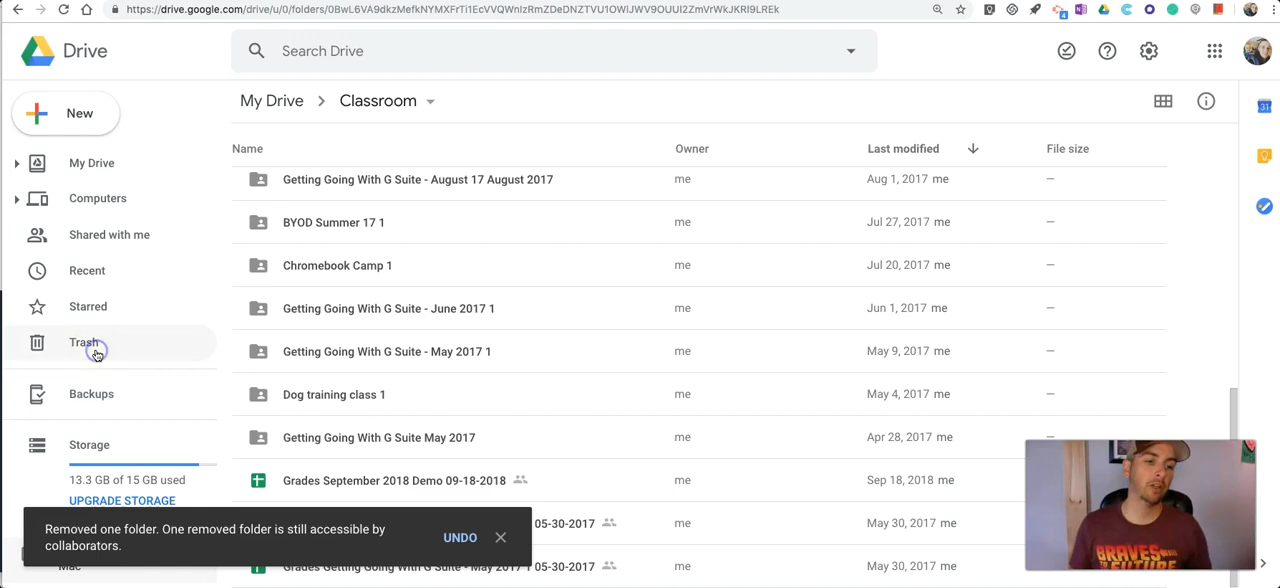 https://drive.google.com/drive/u/0/folders/0BwL6VA9dkzMefkNYMXFrTi1EcVVQWnIzRmZDeDNZTVU1OWlJWV9OUUI2ZmVrWkJKRl9LREk
Drive
Search Drive
New
My Drive
Computers
Shared with me
Recent
Starred
Trash
Backups
Storage
13.3 GB of 15 GB used
UPGRADE STORAGE
My Drive > Classroom
Name Owner Last modified File size
Getting Going With G Suite - August 17 August 2017 me Aug 1, 2017 me —
BYOD Summer 17 1 me Jul 27, 2017 me —
Chromebook Camp 1 me Jul 20, 2017 me —
Getting Going With G Suite - June 2017 1 me Jun 1, 2017 me —
Getting Going With G Suite - May 2017 1 me May 9, 2017 me —
Dog training class 1 me May 4, 2017 me —
Getting Going With G Suite May 2017 me Apr 28, 2017 me —
Grades September 2018 Demo 09-18-2018 me Sep 18, 2018 me
05-30-2017 me May 30, 2017 me
Grades Getting Going With G Suite - May 2017 1 05-30-2017 me May 30, 2017 me
Removed one folder. One removed folder is still accessible by
collaborators.
UNDO
Mac
31
4
BRAVES
FUTURE